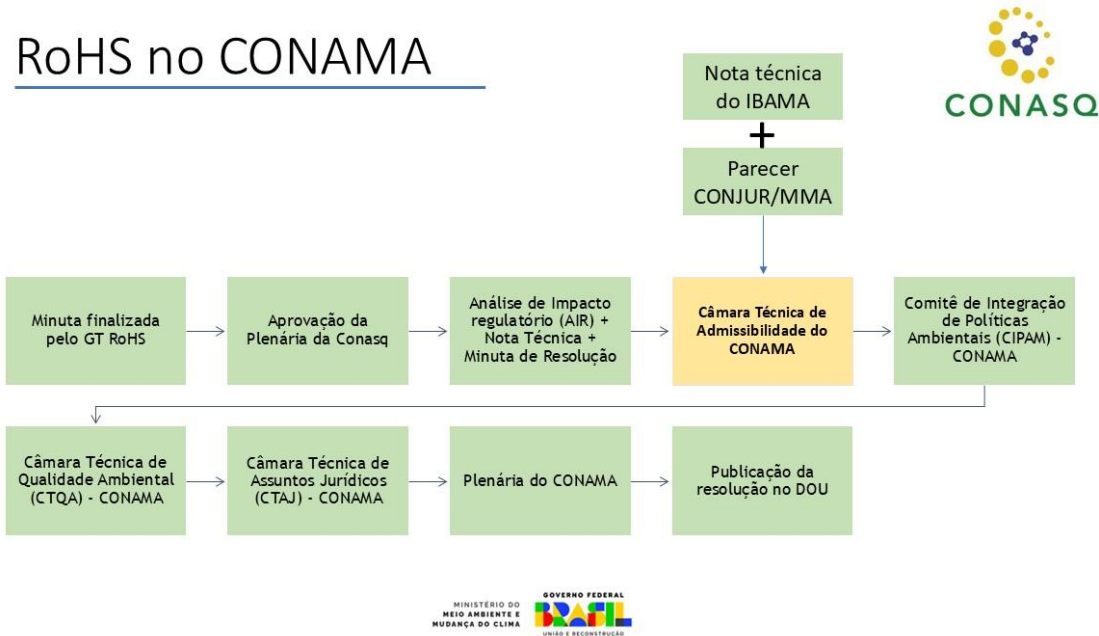 RoHS no CONAMA
CONASQ
Nota técnica
do IBAMA
+
Parecer
CONJUR/MMA
Minuta finalizada
pelo GT RoHS
Aprovação da
Plenária da Conasq
Análise de Impacto
regulatório (AIR) +
Nota Técnica +
Minuta de Resolução
Câmara Técnica de
Admissibilidade do
CONAMA
Comitê de Integração
de Políticas
Ambientais (CIPAM) -
CONAMA
Câmara Técnica de
Qualidade Ambiental
(CTQA) - CONAMA
Câmara Técnica de
Assuntos Jurídicos
(CTAJ) - CONAMA
Plenária do CONAMA
Publicação da
resolução no DOU
MINISTÉRIO DO
MEIO AMBIENTE E
MUDANÇA DO CLIMA
GOVERNO FEDERAL
BRASIL
UNIÃO E RECONSTRUÇÃO